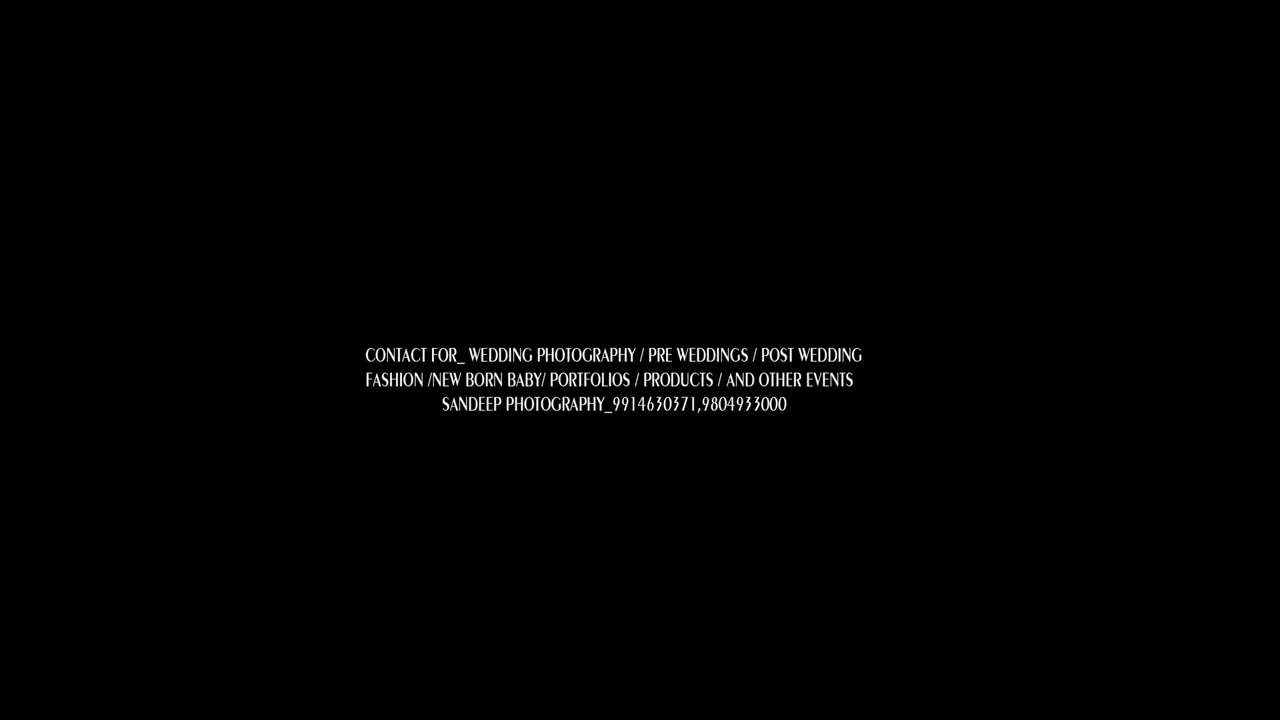 CONTACT FOR_ WEDDING PHOTOGRAPHY / PRE WEDDINGS / POST WEDDING
FASHION /NEW BORN BABY/ PORTFOLIOS / PRODUCTS / AND OTHER EVENTS
SANDEEP PHOTOGRAPHY_9914630371,9804933000